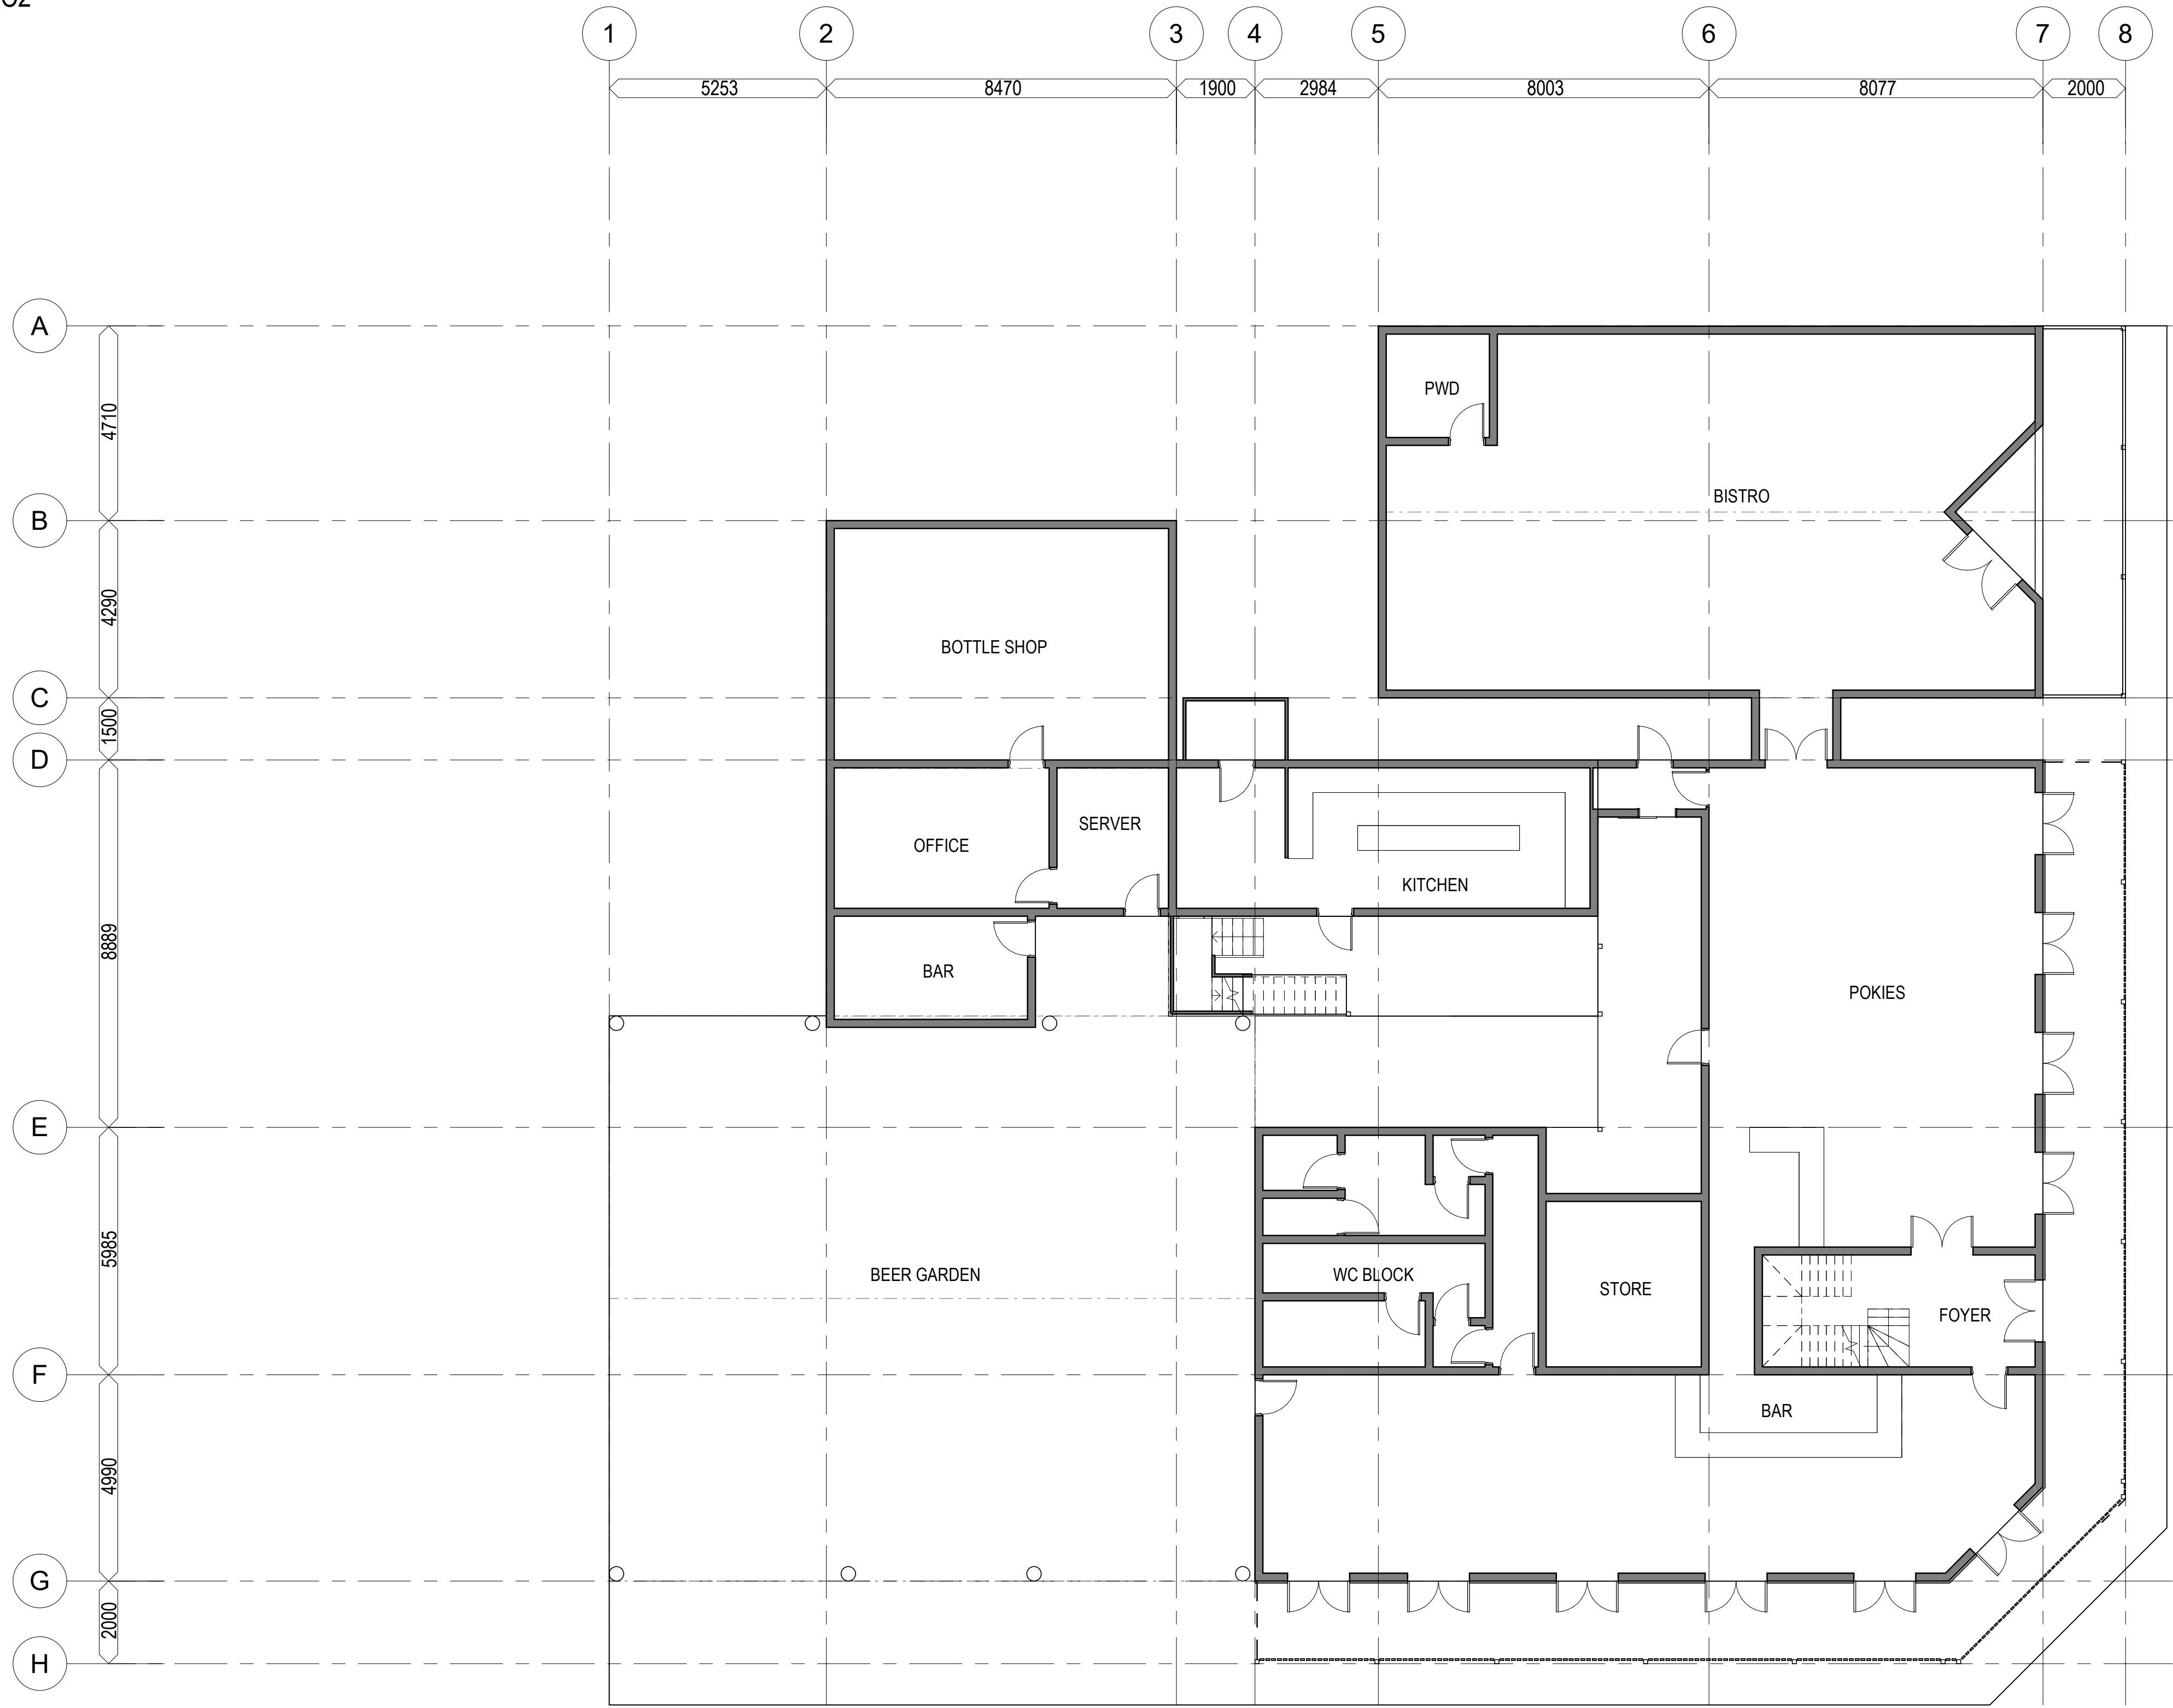 1 2 3 4 5 6 7 8
5253 8470 1900 2984 8003 8077 2000
A
4710
PWD
B
BISTRO
4290
BOTTLE SHOP
C
1500
D
SERVER
OFFICE
KITCHEN
8889
BAR
POKIES
E
5985
BEER GARDEN
WC BLOCK
STORE
FOYER
F
BAR
4990
G
2000
H